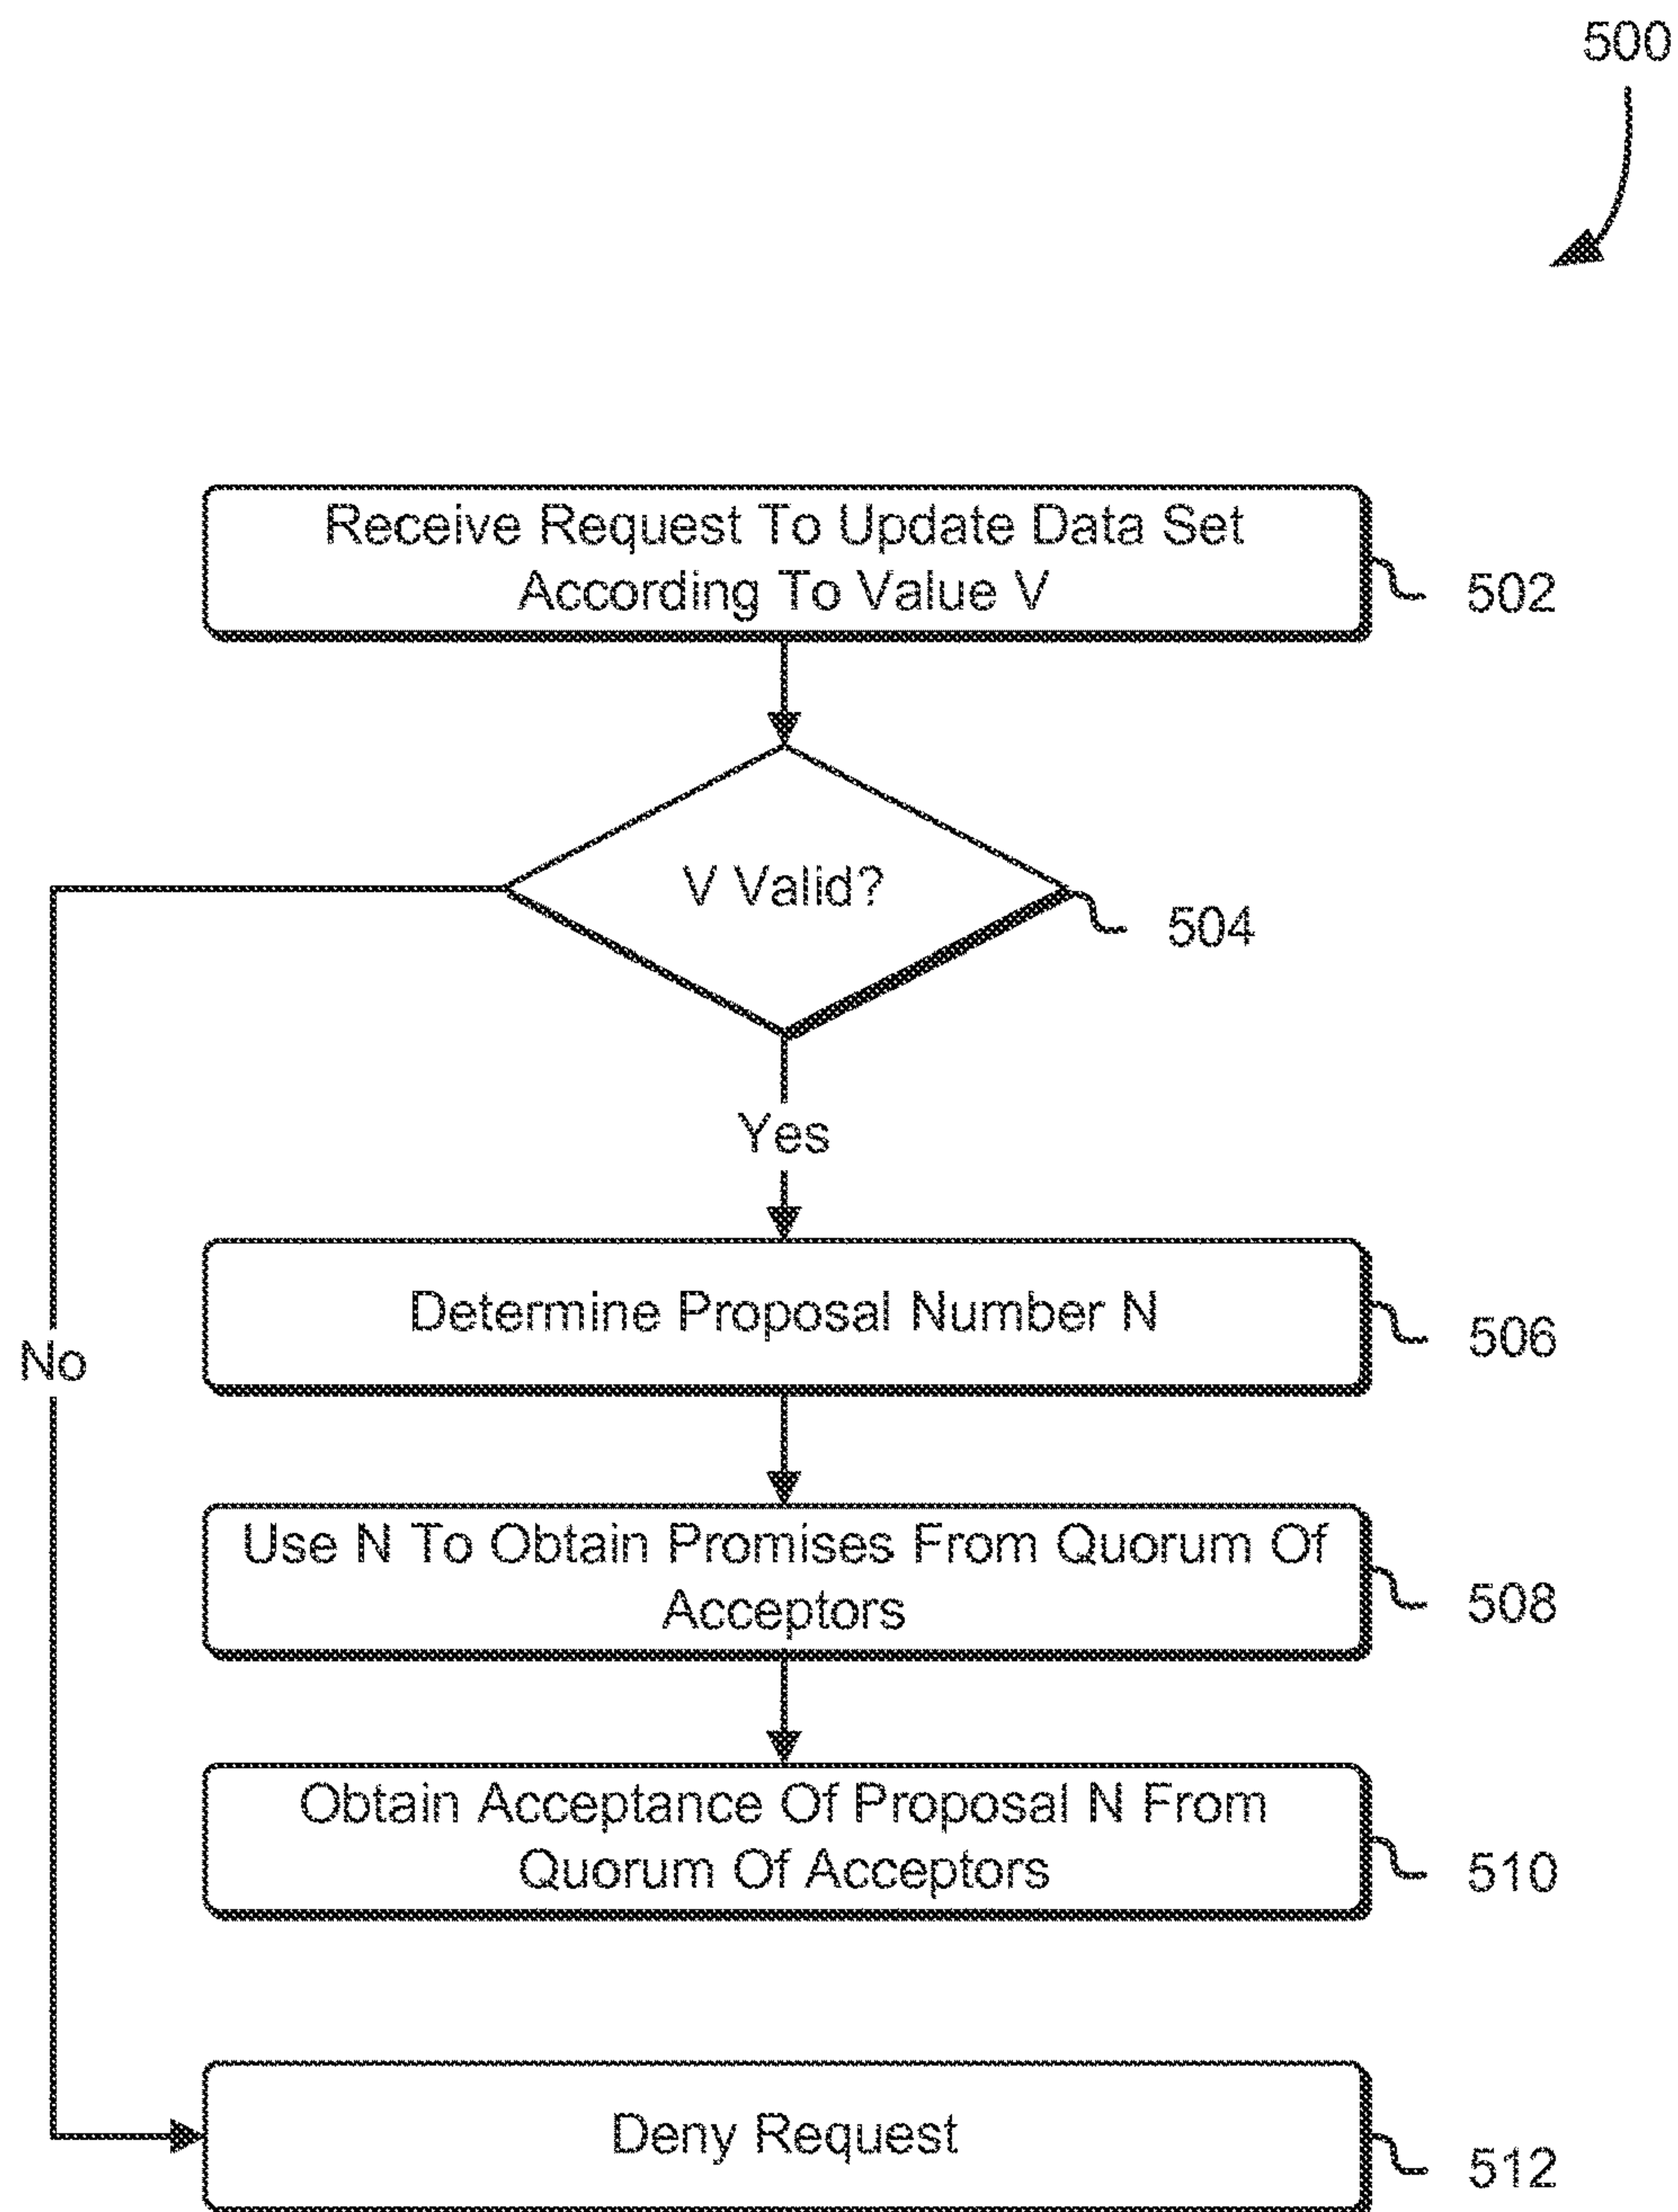 500
Receive Request To Update Data Set
According To Value V
502
V Valid?
504
Yes
Determine Proposal Number N
506
No
Use N To Obtain Promises From Quorum Of
Acceptors
508
Obtain Acceptance Of Proposal N From
Quorum Of Acceptors
510
Deny Request
512